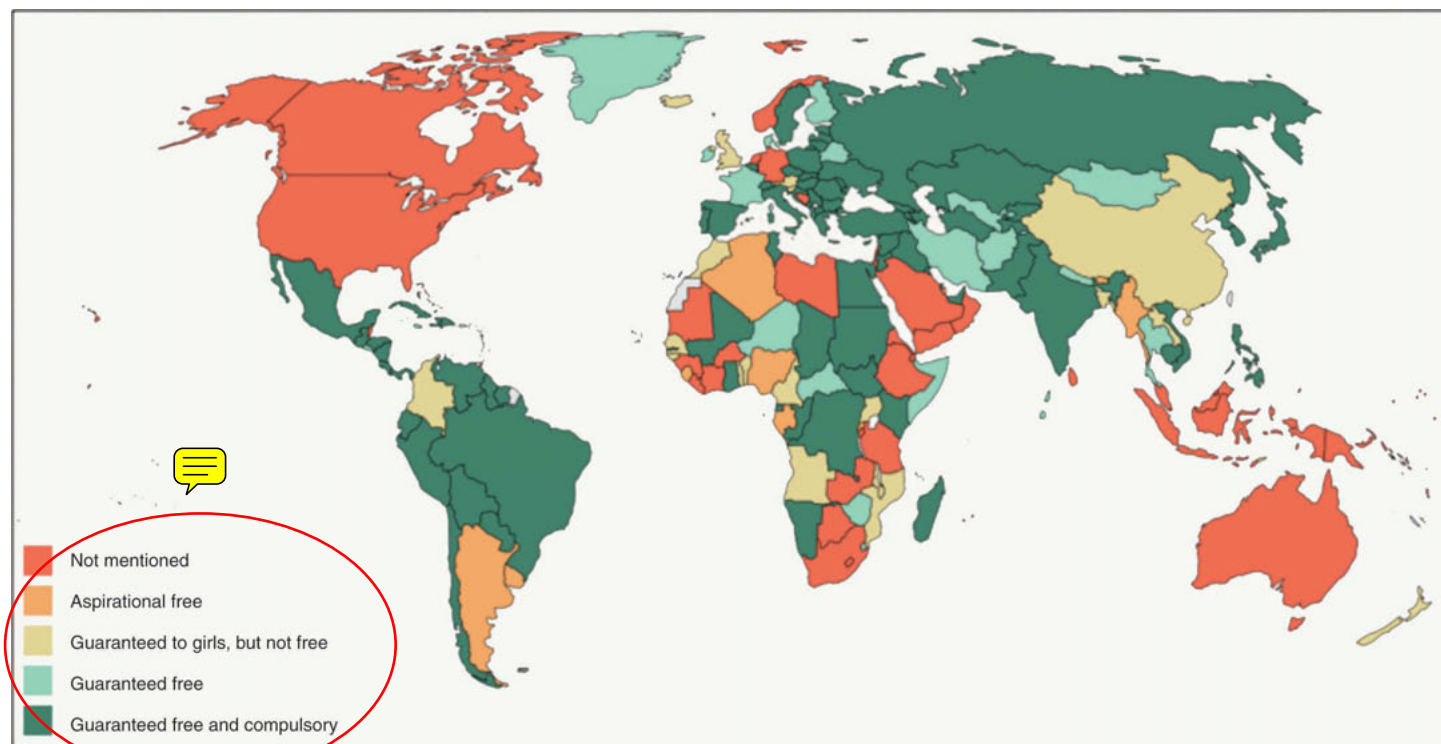 Not mentioned
Aspirational free
Guaranteed to girls, but not free
Guaranteed free
Guaranteed free and compulsory